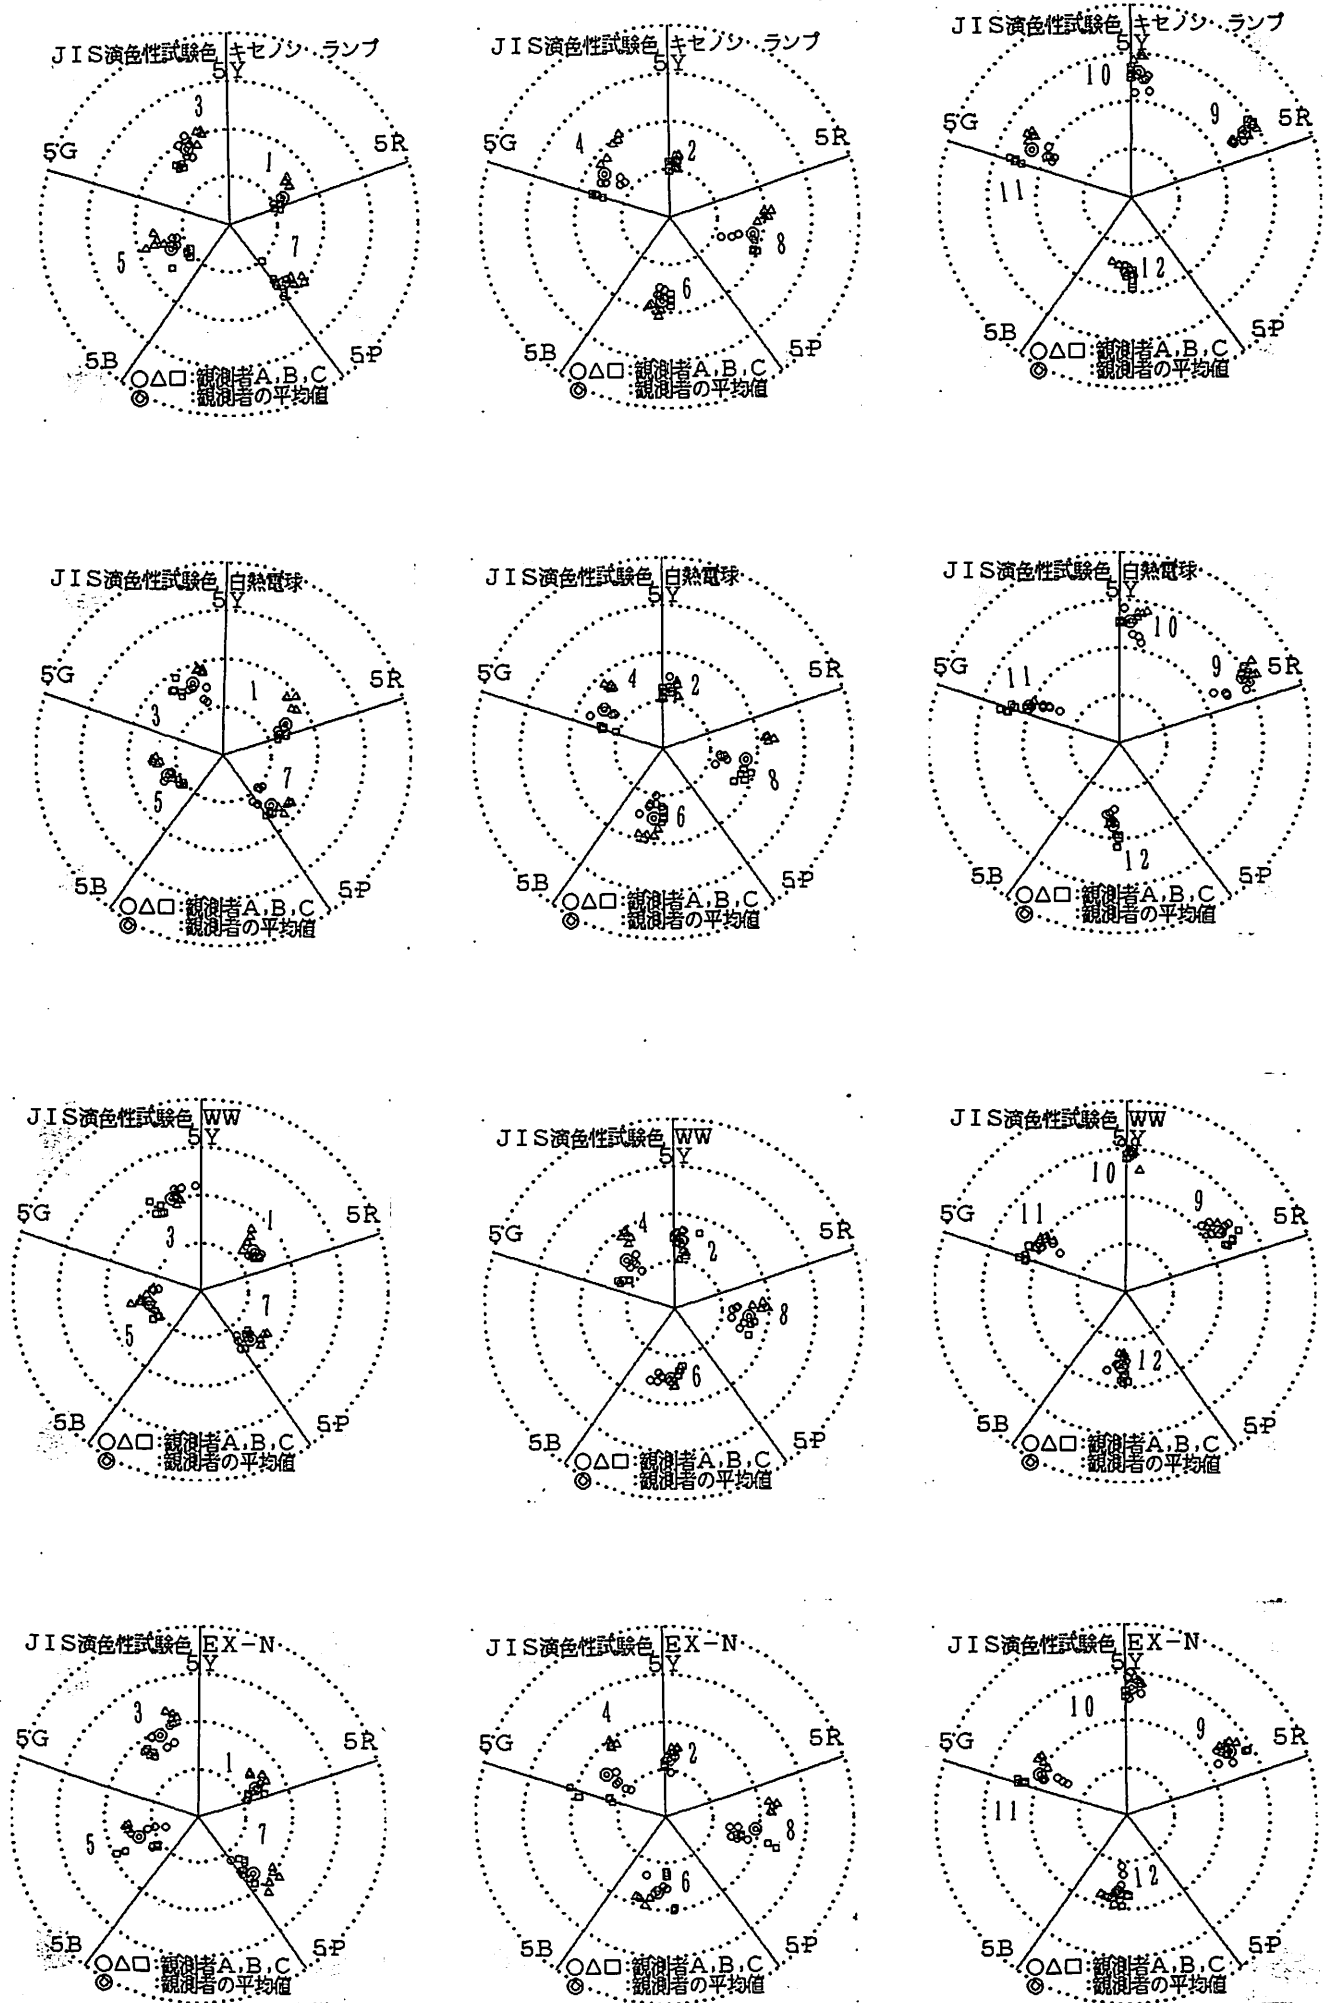 JIS演色性試験色 キセノン・ランプ
5Y
3
5G
5R
1
7
5
5B
5P
○△□:観測者A,B,C
◎ :観測者の平均値
JIS演色性試験色 キセノン・ランプ
5Y
4
2
5G
5R
8
6
5B
5P
○△□:観測者A,B,C
◎ :観測者の平均値
JIS演色性試験色 キセノン・ランプ
5Y
10
9
5G
5R
11
12
5B
5P
○△□:観測者A,B,C
◎ :観測者の平均値
JIS演色性試験色 白熱電球
5Y
5G
5R
1
3
7
5
5B
5P
○△□:観測者A,B,C
◎ :観測者の平均値
JIS演色性試験色 白熱電球
5Y
5G
5R
4
2
8
6
5B
5P
○△□:観測者A,B,C
◎ :観測者の平均値
JIS演色性試験色 白熱電球
5Y
10
5G
5R
9
11
12
5B
5P
○△□:観測者A,B,C
◎ :観測者の平均値
JIS演色性試験色 WW
5Y
5G
5R
1
3
7
5
5B
5P
○△□:観測者A,B,C
◎ :観測者の平均値
JIS演色性試験色 WW
5Y
5G
5R
4
2
8
6
5B
5P
○△□:観測者A,B,C
◎ :観測者の平均値
JIS演色性試験色 WW
5Y
10
9
5G
5R
11
12
5B
5P
○△□:観測者A,B,C
◎ :観測者の平均値
JIS演色性試験色 EX-N
5Y
3
5G
5R
1
7
5
5B
5P
○△□:観測者A,B,C
◎ :観測者の平均値
JIS演色性試験色 EX-N
5Y
4
2
5G
5R
8
6
5B
5P
○△□:観測者A,B,C
◎ :観測者の平均値
JIS演色性試験色 EX-N
5Y
10
9
5G
5R
11
12
5B
5P
○△□:観測者A,B,C
◎ :観測者の平均値